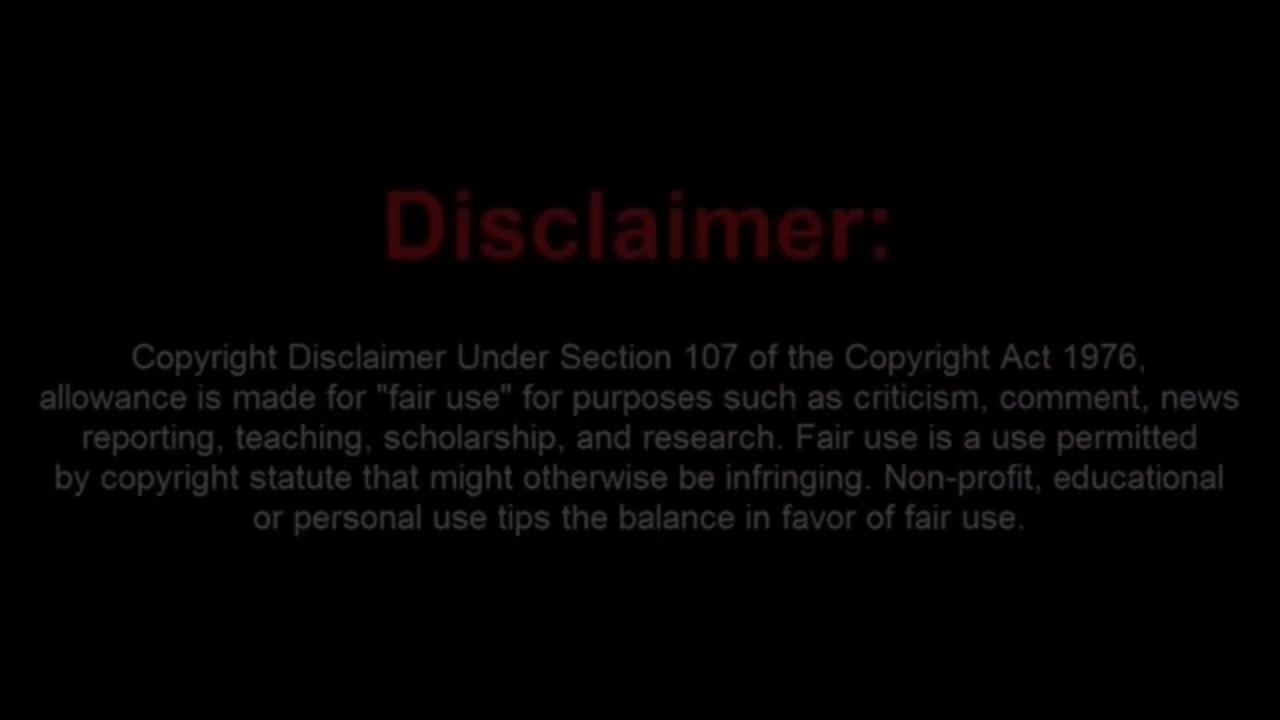 Disclaimer:
Copyright Disclaimer Under Section 107 of the Copyright Act 1976,
allowance is made for "fair use" for purposes such as criticism, comment, news
reporting, teaching, scholarship, and research. Fair use is a use permitted
by copyright statute that might otherwise be infringing. Non-profit, educational
or personal use tips the balance in favor of fair use.